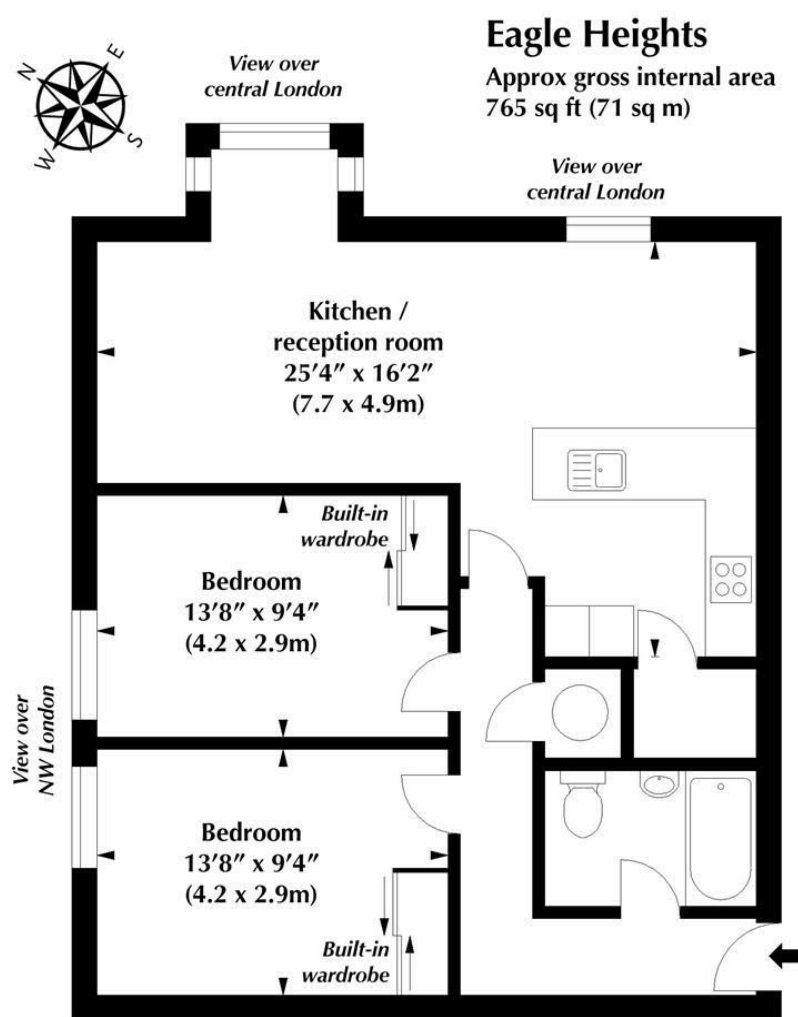 Eagle Heights
Approx gross internal area
765 sq ft (71 sq m)
N
E
S
W
View over
central London
View over
central London
Kitchen /
reception room
25′4″ x 16′2″
(7.7 x 4.9m)
Built-in
wardrobe
Bedroom
13′8″ x 9′4″
(4.2 x 2.9m)
View over
NW London
Bedroom
13′8″ x 9′4″
(4.2 x 2.9m)
Built-in
wardrobe